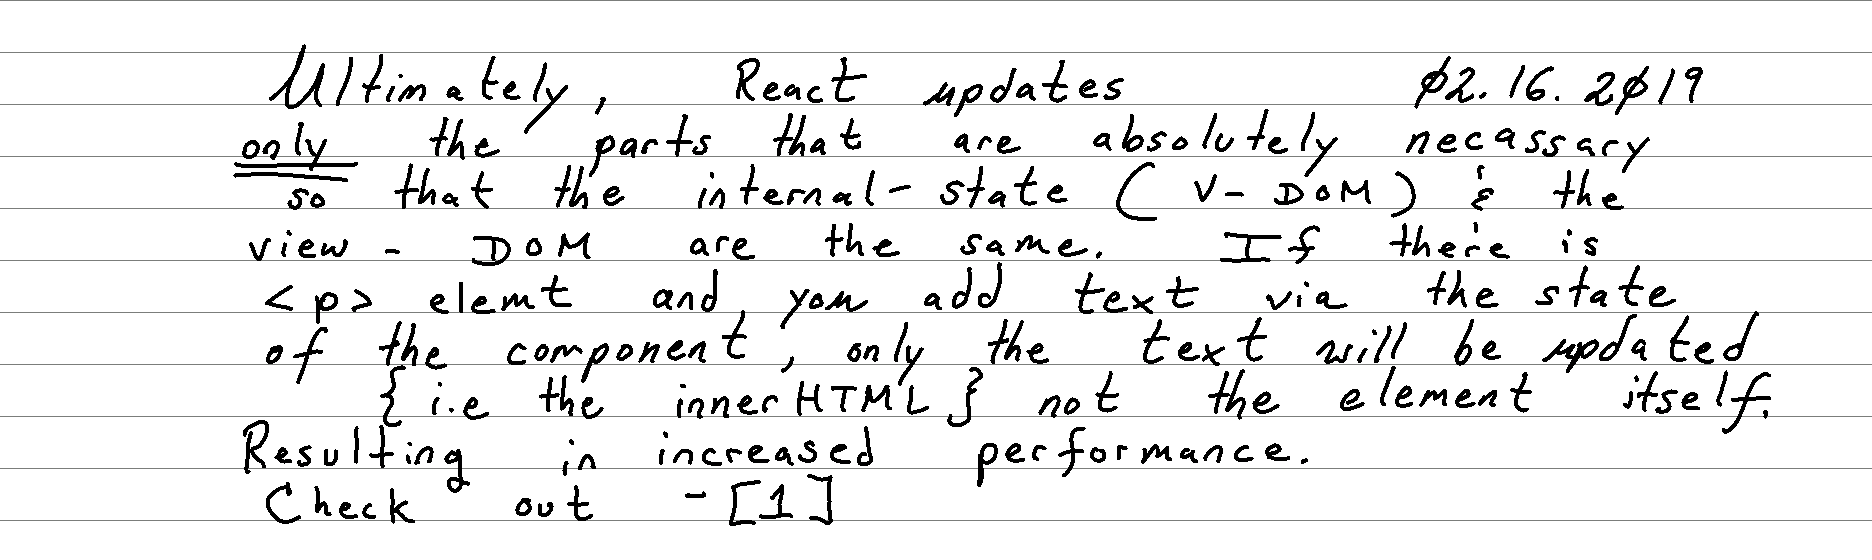 Ultimately, React updates 02.16.2019
only the parts that are absolutely necassary
so that the internal-state (V-DOM) & the
view - DOM are the same. If there is
<p> elemt and you add text via the state
of the component, only the text will be updated
{i.e the innerHTML} not the element itself.
Resulting in increased performance.
Check out - [1]